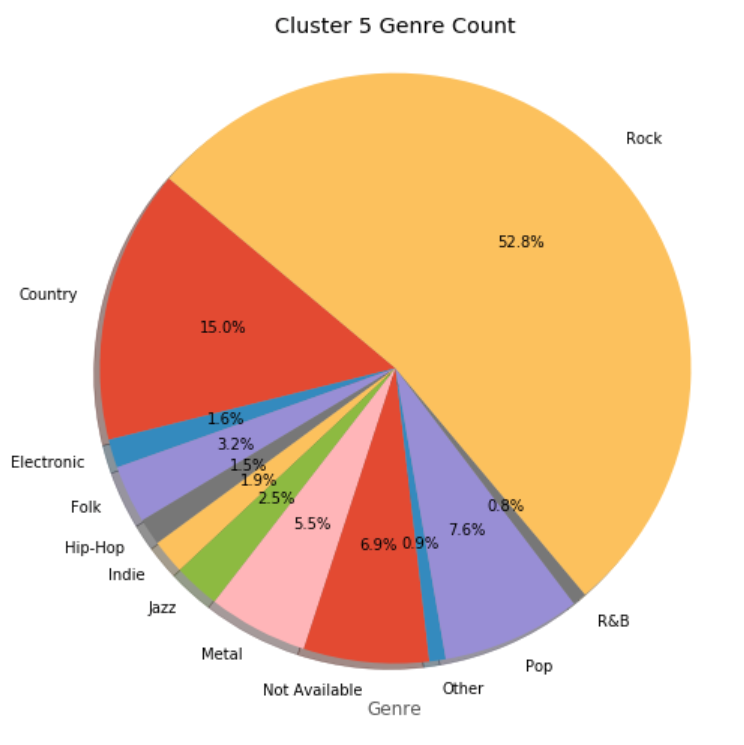 Cluster 5 Genre Count
Rock
52.8%
Country
15.0%
1.6%
Electronic
3.2%
Folk
1.5%
Hip-Hop
1.9%
Indie
2.5%
Jazz
5.5%
Metal
6.9%
Not Available
0.9%
Other
7.6%
Pop
0.8%
R&B
Genre